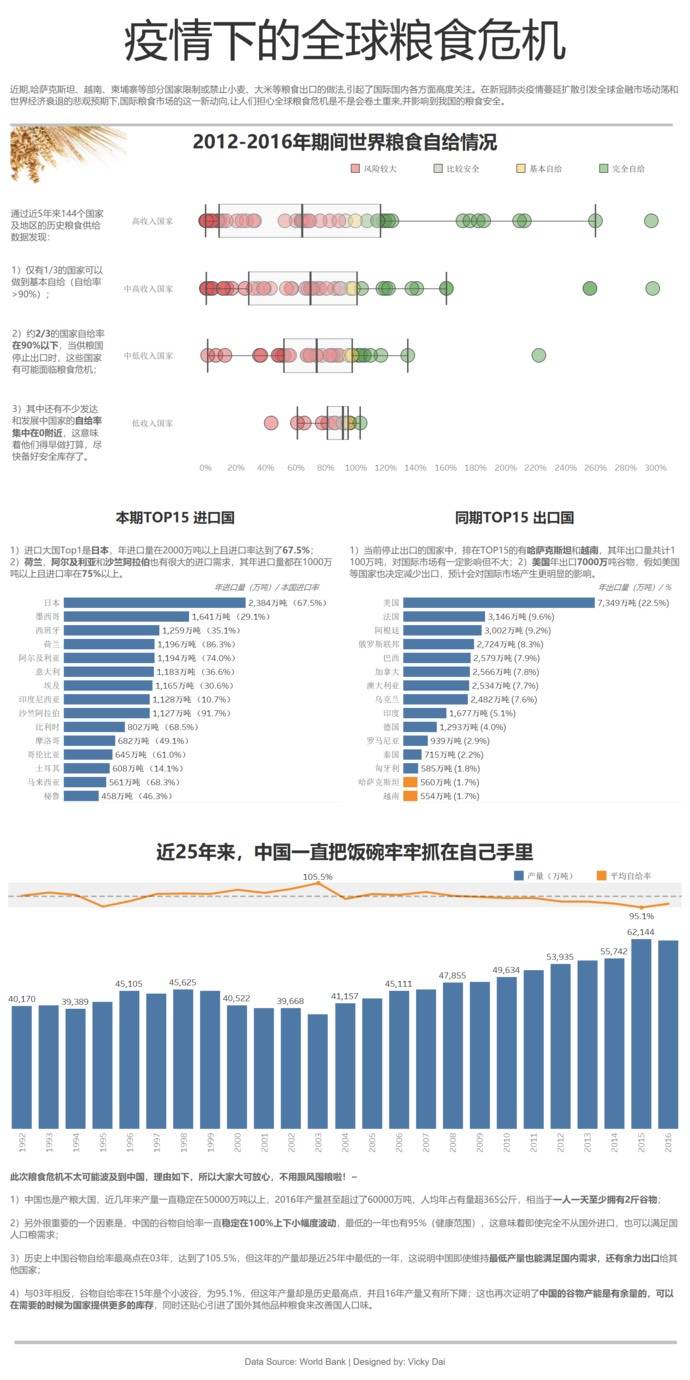 疫情下的全球粮食危机
近期,哈萨克斯坦、越南、柬埔寨等部分国家限制或禁止小麦、大米等粮食出口的做法,引起了国际国内各方面高度关注。在新冠肺炎疫情蔓延扩散引发全球金融市场动荡和
世界经济衰退的悲观预期下,国际粮食市场的这一新动向,让人们担心全球粮食危机是不是会卷土重来,并影响到我国的粮食安全。
2012-2016年期间世界粮食自给情况
风险较大 比较安全 基本自给 完全自给
通过近5年来144个国家
及地区的历史粮食供给
数据发现:
1）仅有1/3的国家可以
做到基本自给（自给率
>90%）;
2）约2/3的国家自给率
在90%以下，当供粮国
停止出口时，这些国家
有可能面临粮食危机;
3）其中还有不少发达
和发展中国家的自给率
集中在0附近，这意味
着他们得早做打算，尽
快备好安全库存了。
高收入国家
中高收入国家
中低收入国家
低收入国家
0% 20% 40% 60% 80% 100% 120% 140% 160% 180% 200% 220% 240% 260% 280% 300%
本期TOP15 进口国
1）进口大国Top1是日本，年进口量在2000万吨以上且进口率达到了67.5%;
2）荷兰，阿尔及利亚和沙兰阿拉伯也有很大的进口需求，其年进口量都在1000万
吨以上且进口率在75%以上。
年进口量（万吨）/ 本国进口率
日本 2,384万吨 （67.5%）
墨西哥 1,641万吨 （29.1%）
西班牙 1,259万吨 （35.1%）
荷兰 1,196万吨 （86.3%）
阿尔及利亚 1,194万吨 （74.0%）
意大利 1,183万吨 （36.6%）
埃及 1,165万吨 （30.6%）
印度尼西亚 1,128万吨 （10.7%）
沙兰阿拉伯 1,127万吨 （91.7%）
比利时 802万吨 （68.5%）
摩洛哥 682万吨 （49.1%）
哥伦比亚 645万吨 （61.0%）
土耳其 608万吨 （14.1%）
马来西亚 561万吨 （68.3%）
秘鲁 458万吨 （46.3%）
同期TOP15 出口国
1）当前停止出口的国家中，排在TOP15的有哈萨克斯坦和越南，其年出口量共计1
100万吨，对国际市场有一定影响但不大；2）美国年出口7000万吨谷物，假如美国
等国家也决定减少出口，预计会对国际市场产生更明显的影响。
年出口量（万吨）/ %
美国 7,349万吨 (22.5%)
法国 3,146万吨 (9.6%)
阿根廷 3,002万吨 (9.2%)
俄罗斯联邦 2,724万吨 (8.3%)
巴西 2,579万吨 (7.9%)
加拿大 2,566万吨 (7.8%)
澳大利亚 2,534万吨 (7.7%)
乌克兰 2,482万吨 (7.6%)
印度 1,677万吨 (5.1%)
德国 1,293万吨 (4.0%)
罗马尼亚 939万吨 (2.9%)
泰国 715万吨 (2.2%)
匈牙利 585万吨 (1.8%)
哈萨克斯坦 560万吨 (1.7%)
越南 554万吨 (1.7%)
近25年来，中国一直把饭碗牢牢抓在自己手里
产量（万吨） 平均自给率
105.5%
95.1%
40,170 39,389 45,105 45,625 40,522 39,668 41,157 45,111 47,855 49,634 53,935 55,742 62,144
1992 1993 1994 1995 1996 1997 1998 1999 2000 2001 2002 2003 2004 2005 2006 2007 2008 2009 2010 2011 2012 2013 2014 2015 2016
此次粮食危机不太可能波及到中国，理由如下，所以大家大可放心，不用跟风囤粮啦！~
1）中国也是产粮大国，近几年来产量一直稳定在50000万吨以上，2016年产量甚至超过了60000万吨，人均年占有量超365公斤，相当于一人一天至少拥有2斤谷物；
2）另外很重要的一个因素是，中国的谷物自给率一直稳定在100%上下小幅度波动，最低的一年也有95%（健康范围），这意味着即使完全不从国外进口，也可以满足国
人口粮需求；
3）历史上中国谷物自给率最高点在03年，达到了105.5%，但这年的产量却是近25年中最低的一年，这说明中国即使维持最低产量也能满足国内需求，还有余力出口给其
他国家；
4）与03年相反，谷物自给率在15年是个小波谷，为95.1%，但这年产量却是历史最高点，并且16年产量又有所下降；这也再次证明了中国的谷物产能是有余量的，可以
在需要的时候为国家提供更多的库存，同时还贴心引进了国外其他品种粮食来改善国人口味。
Data Source: World Bank | Designed by: Vicky Dai